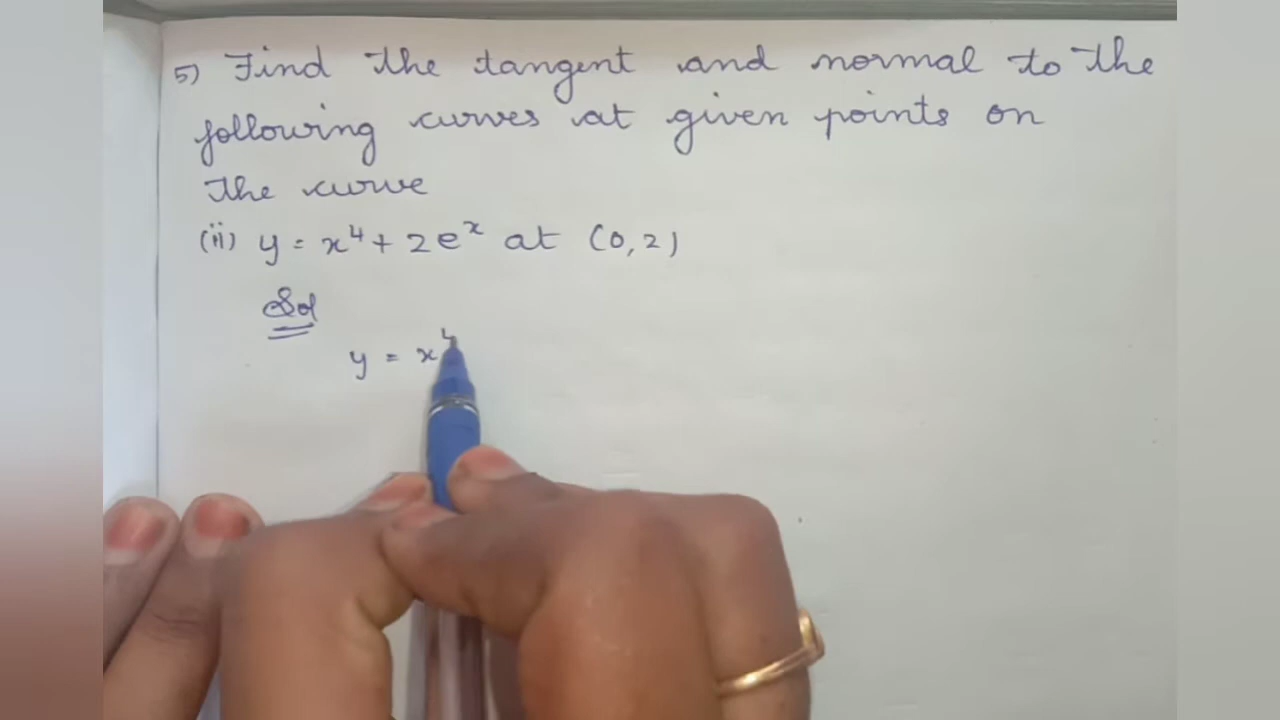 5) Find the tangent and normal to the
following curves at given points on
the curve
(ii) y = x⁴ + 2eˣ at (0,2)
Sol
y = x⁴